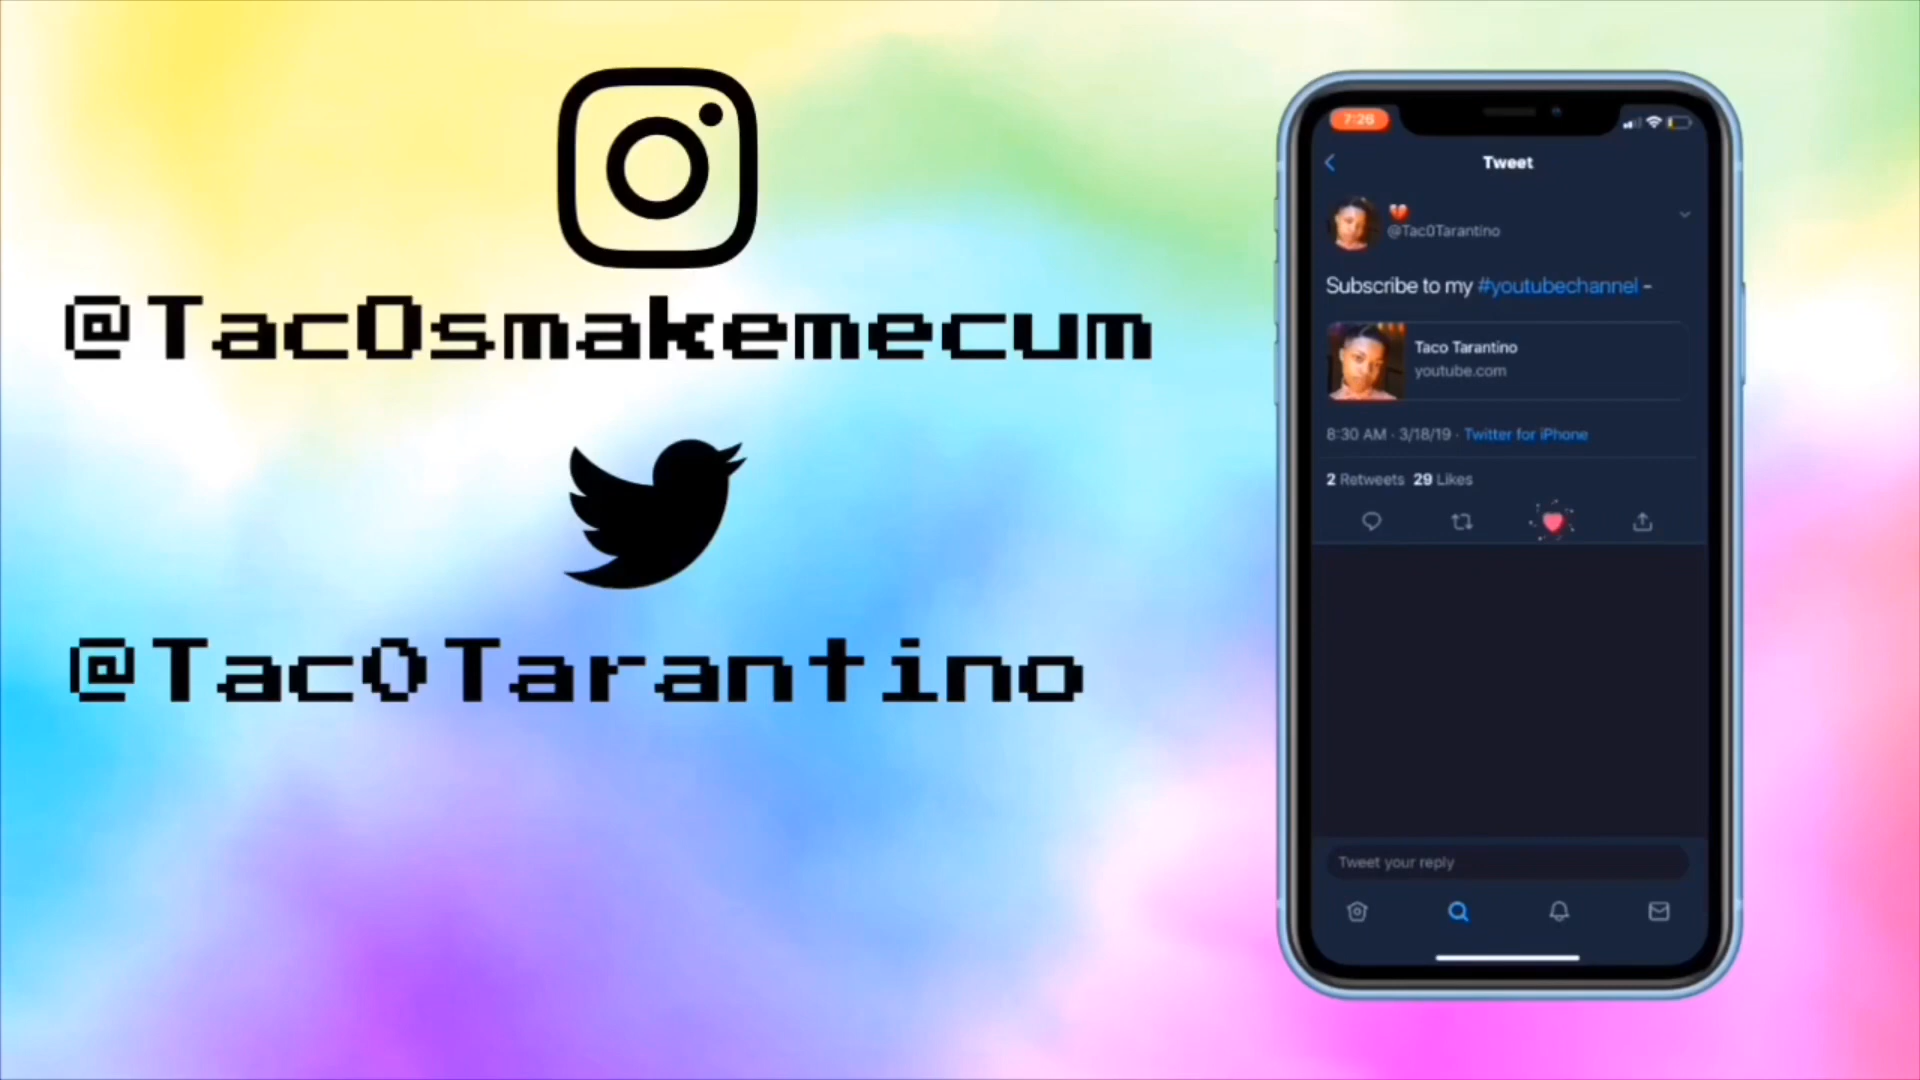 @Tac0smakemecum
@Tac0Tarantino
7:26
Tweet
💔
@Tac0Tarantino
Subscribe to my #youtubechannel -
Taco Tarantino
youtube.com
8:30 AM · 3/18/19 · Twitter for iPhone
2 Retweets 29 Likes
Tweet your reply